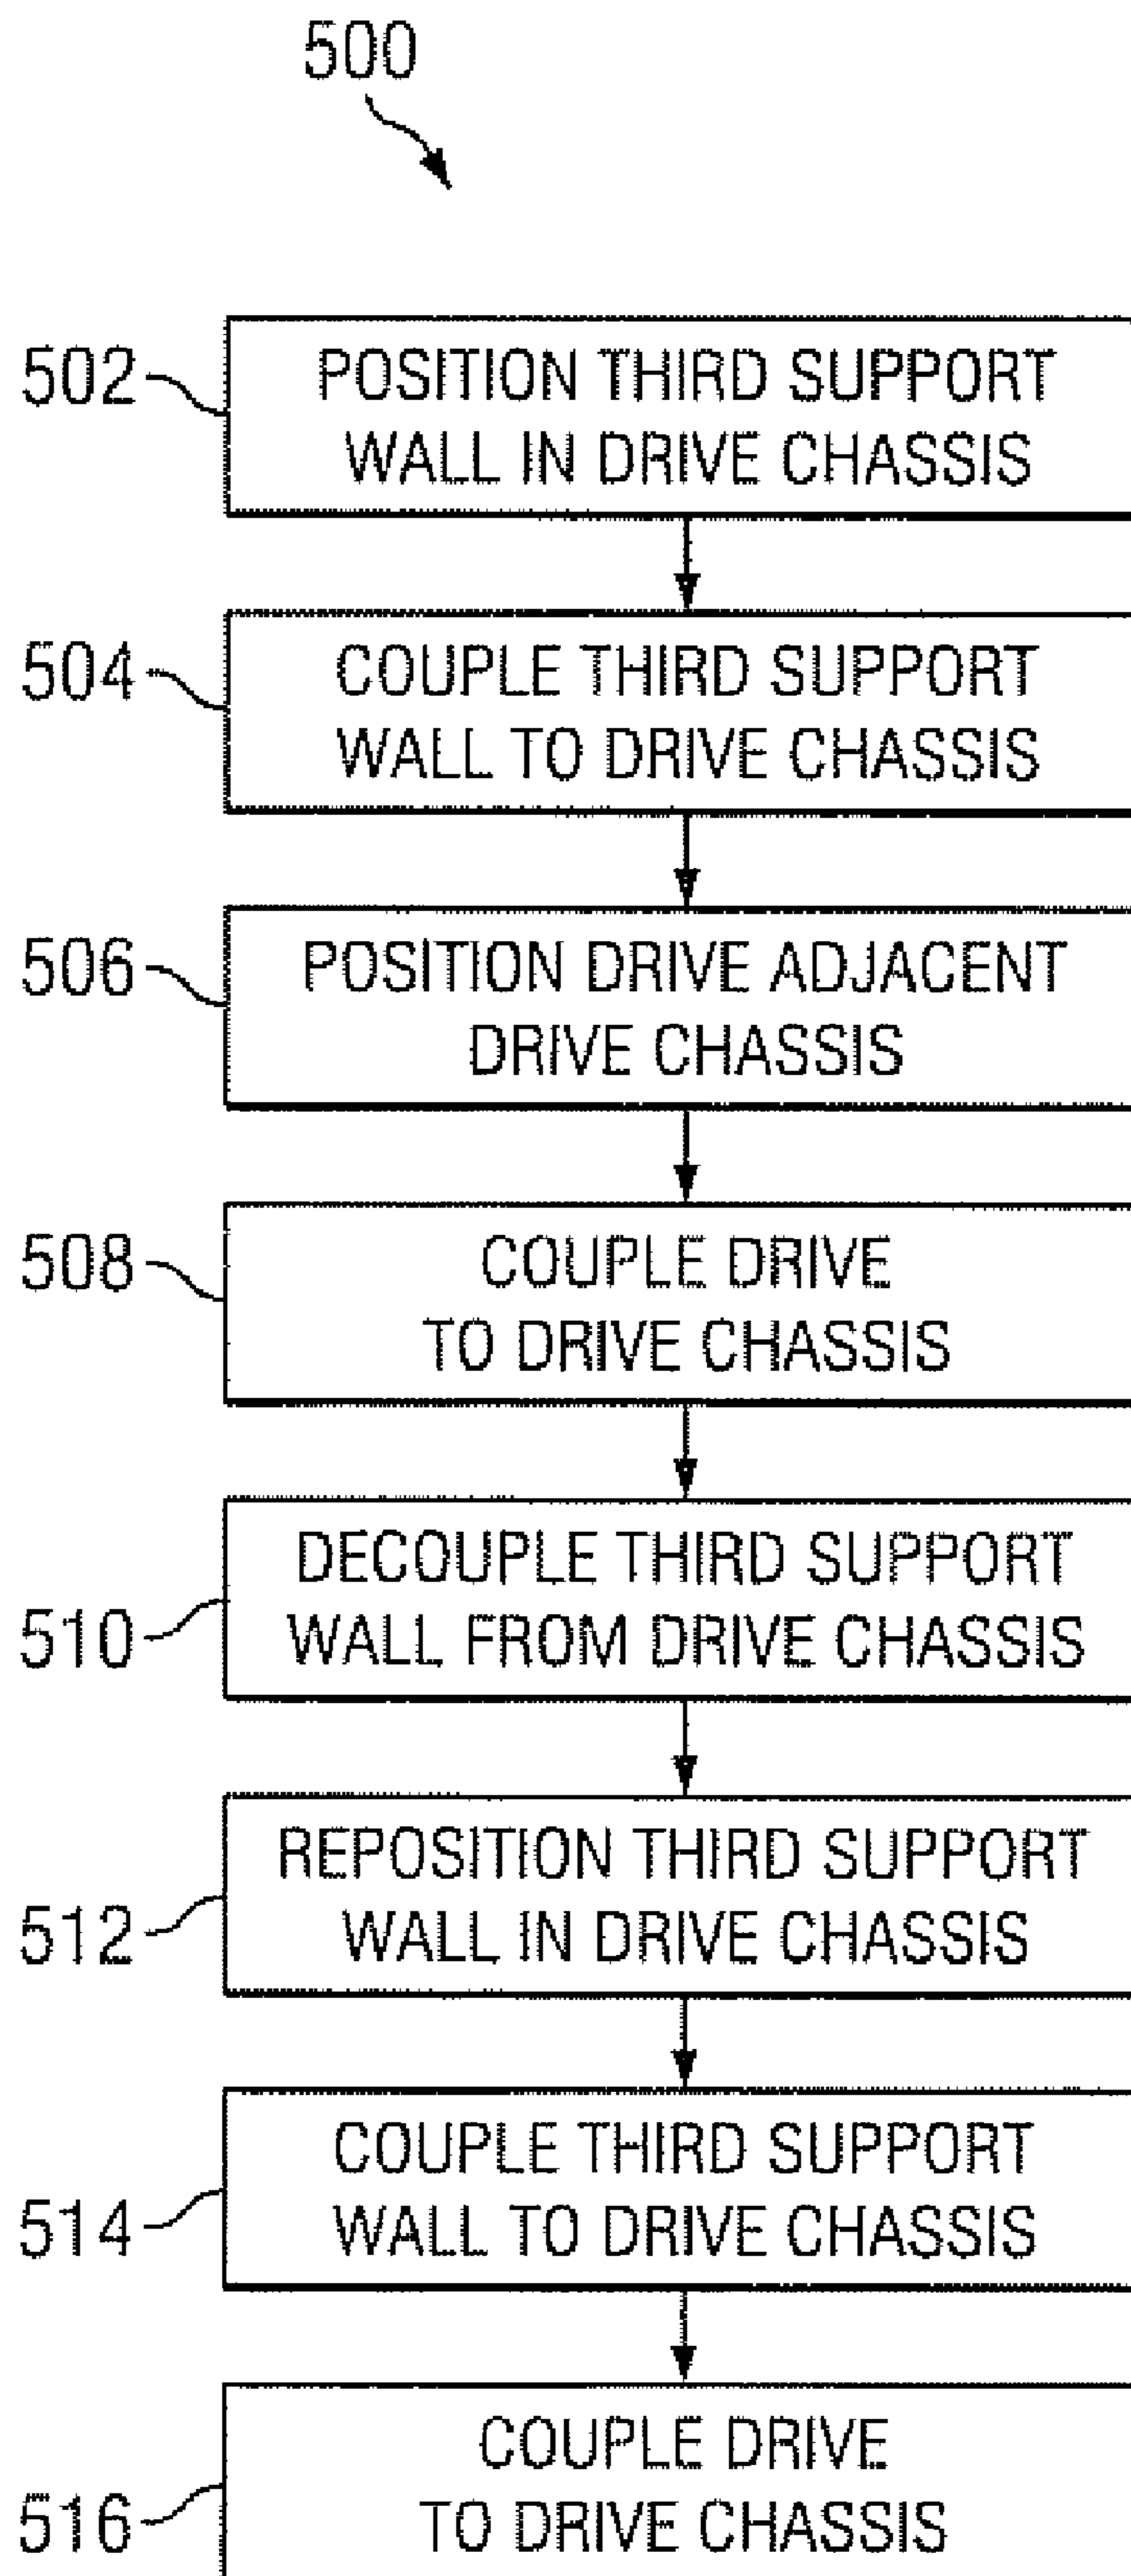 500
502
POSITION THIRD SUPPORT
WALL IN DRIVE CHASSIS
504
COUPLE THIRD SUPPORT
WALL TO DRIVE CHASSIS
506
POSITION DRIVE ADJACENT
DRIVE CHASSIS
508
COUPLE DRIVE
TO DRIVE CHASSIS
510
DECOUPLE THIRD SUPPORT
WALL FROM DRIVE CHASSIS
512
REPOSITION THIRD SUPPORT
WALL IN DRIVE CHASSIS
514
COUPLE THIRD SUPPORT
WALL TO DRIVE CHASSIS
516
COUPLE DRIVE
TO DRIVE CHASSIS